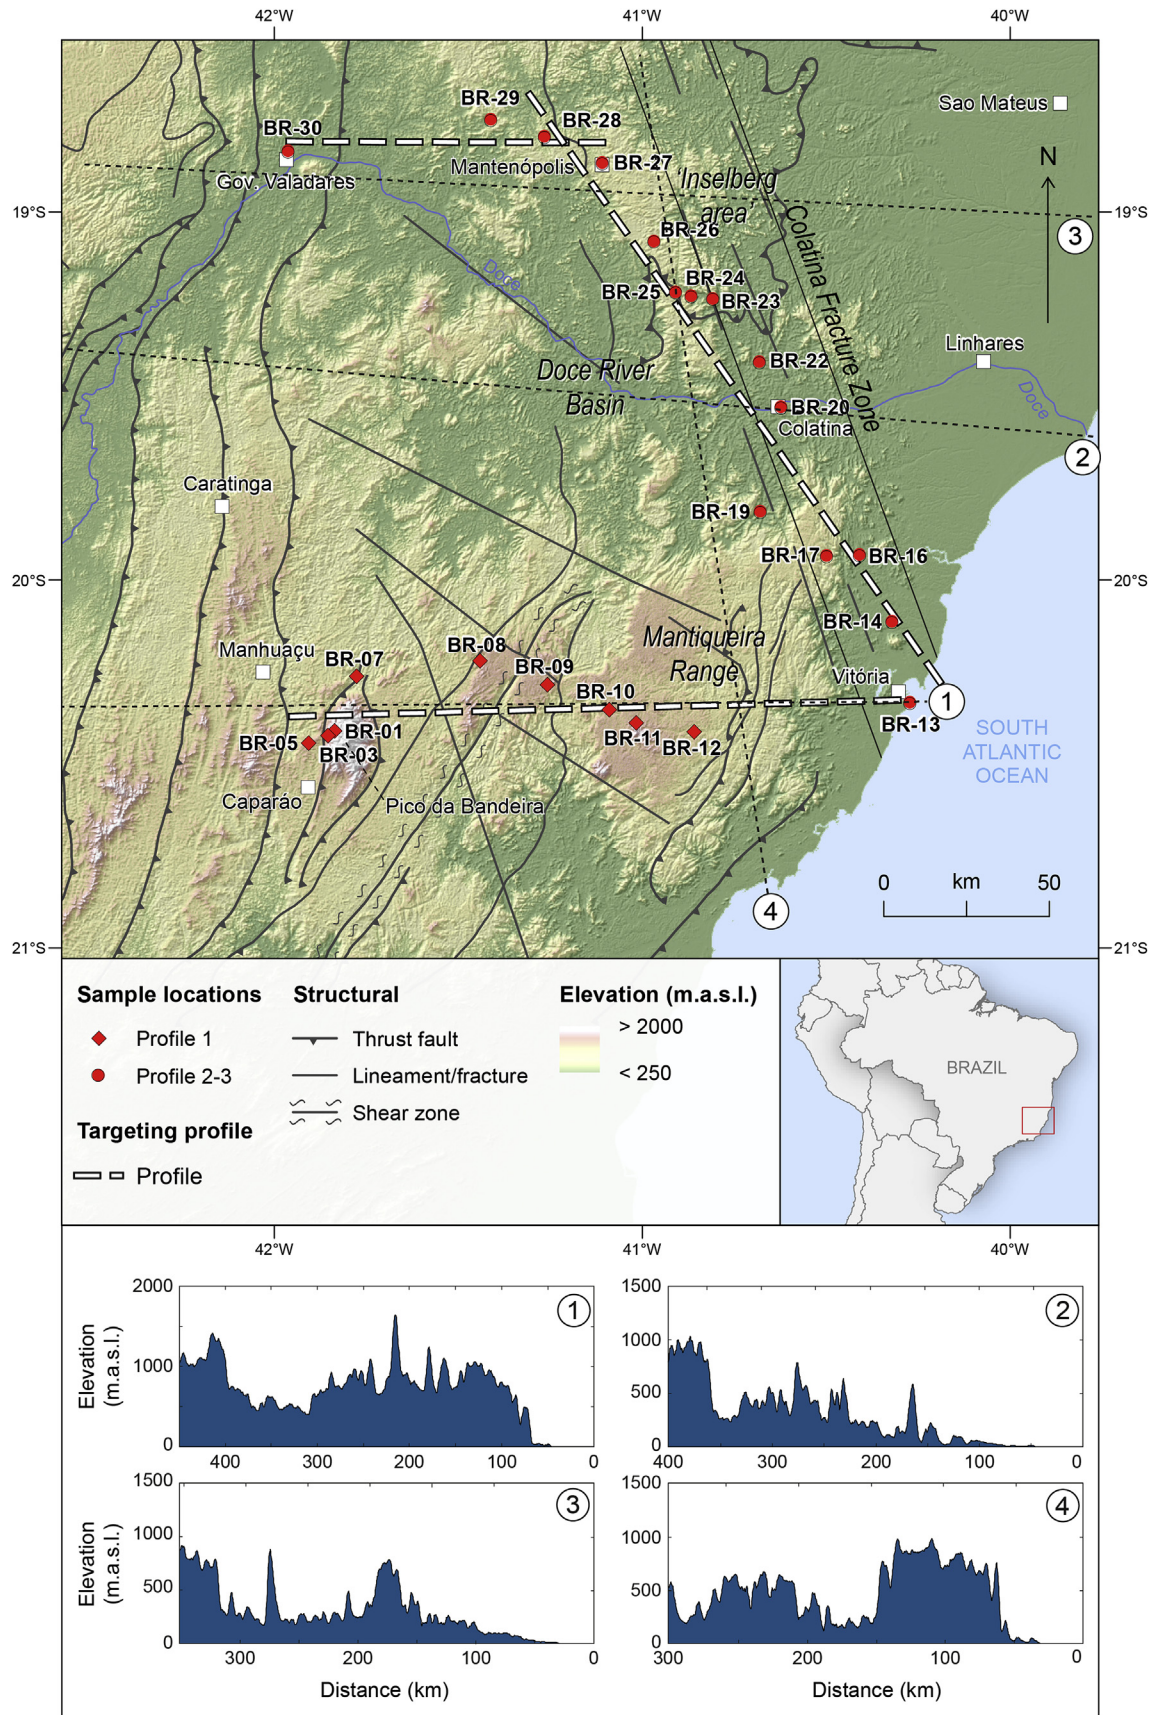 42°W
41°W
40°W
BR-29
BR-28
Sao Mateus
BR-30
N
Mantenópolis
BR-27
Gov. Valadares
'Inselberg
area'
19°S
19°S
3
BR-26
Colatina Fracture Zone
Doce
BR-24
BR-25
BR-23
Linhares
BR-22
Doce River
Basin
Doce
BR-20
Colatina
2
Caratinga
BR-19
BR-17
BR-16
20°S
20°S
BR-14
Mantiqueira
Range
Manhuaçu
BR-08
BR-07
BR-09
Vitória
BR-10
1
BR-13
BR-01
BR-05
BR-03
BR-11
BR-12
SOUTH
ATLANTIC
OCEAN
Caparáo
Pico da Bandeira
0
km
50
4
21°S
21°S
Sample locations
Structural
Elevation (m.a.s.l.)
Profile 1
Thrust fault
> 2000
Profile 2-3
Lineament/fracture
< 250
Shear zone
Targeting profile
Profile
BRAZIL
42°W
41°W
40°W
2000
1000
0
Elevation
(m.a.s.l.)
400
300
200
100
0
1
1500
1000
500
0
400
300
200
100
0
2
1500
1000
500
0
Elevation
(m.a.s.l.)
300
200
100
0
3
Distance (km)
1500
1000
500
0
300
200
100
0
4
Distance (km)